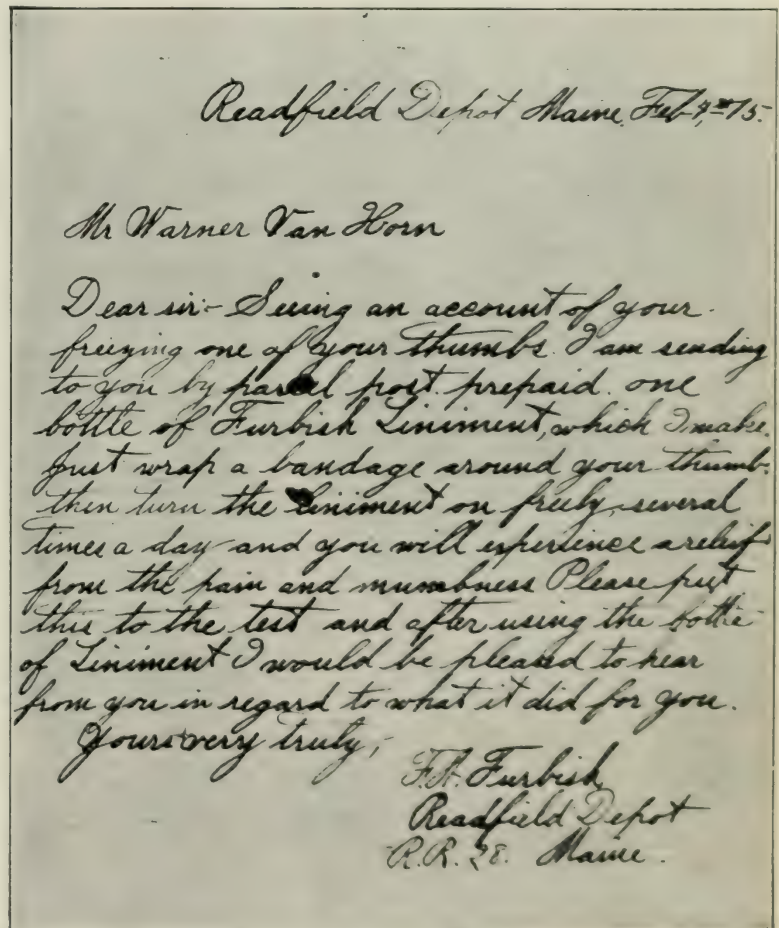 Readfield Depot Maine, Feb 4, 15.
Mr Warner Van Horn
Dear sir:- Seeing an account of your
freezing one of your thumbs. I am sending
to you by parcel post prepaid. one
bottle of Furbish Liniment, which I make.
Just wrap a bandage around your thumb.
then turn the Liniment on freely, several
times a day and you will experience a relief
from the pain and mumbness Please put
this to the test and after using the bottle
of Liniment I would be pleased to hear
from you in regard to what it did for you.
Yours very truly,
Furbish
Readfield Depot
R.R. 28. Maine.